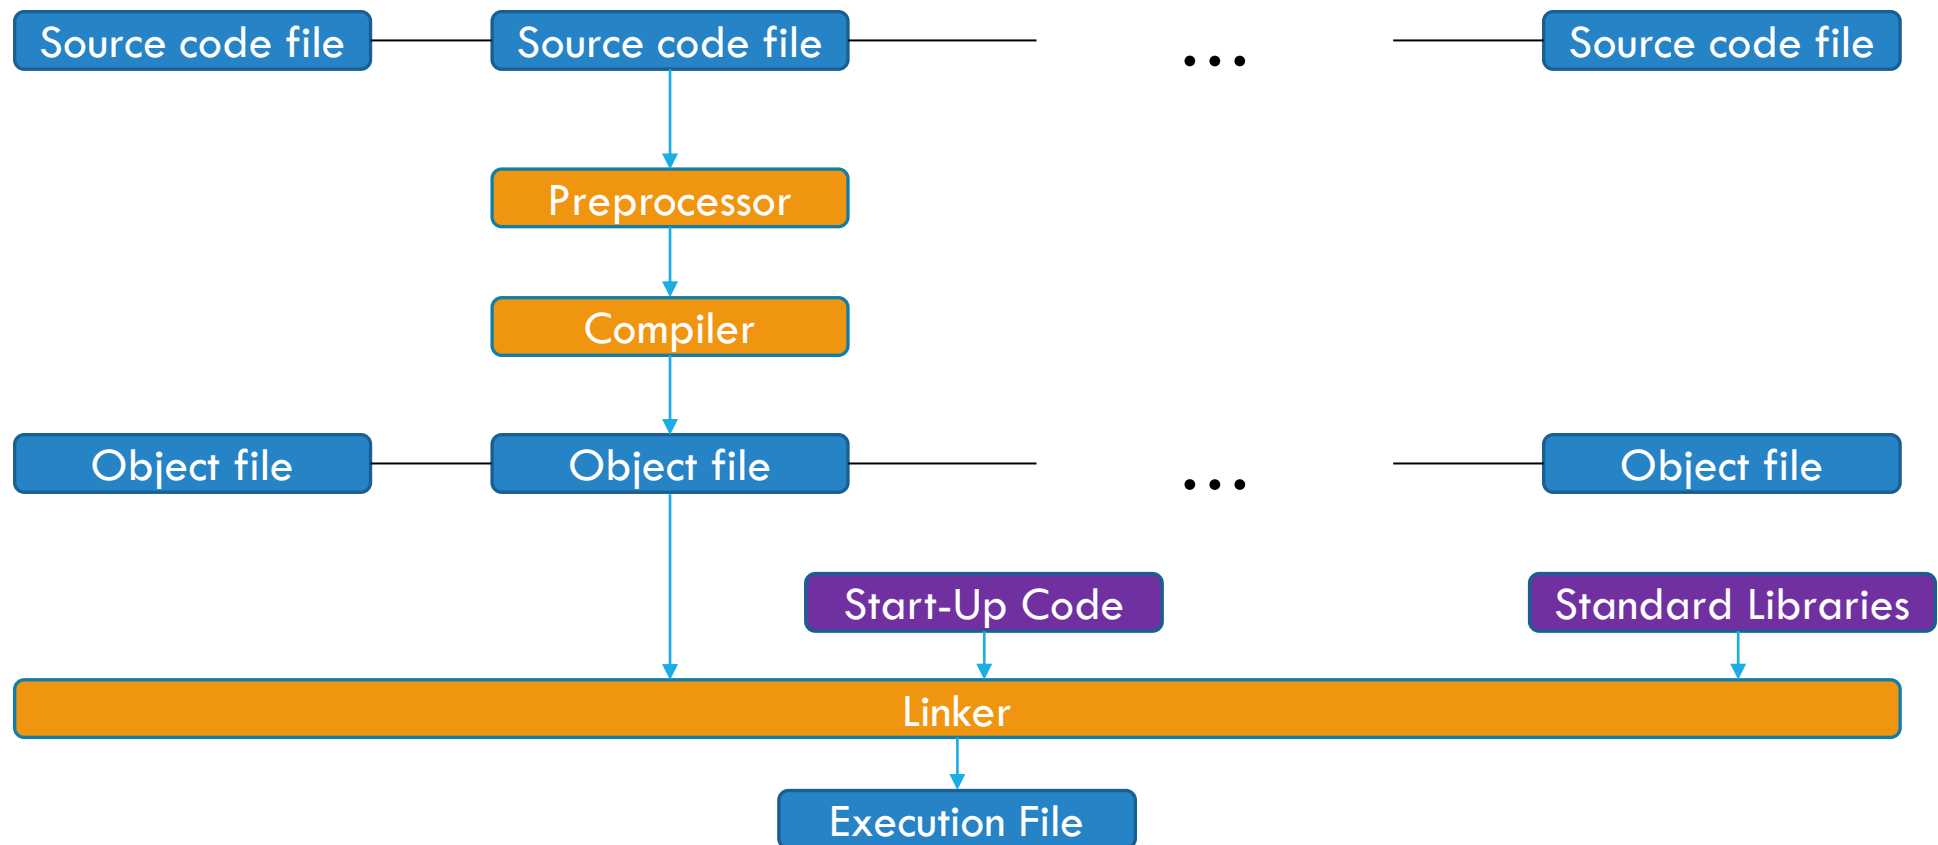 Source code file
Source code file
...
Source code file
Preprocessor
Compiler
Object file
Object file
...
Object file
Start-Up Code
Standard Libraries
Linker
Execution File